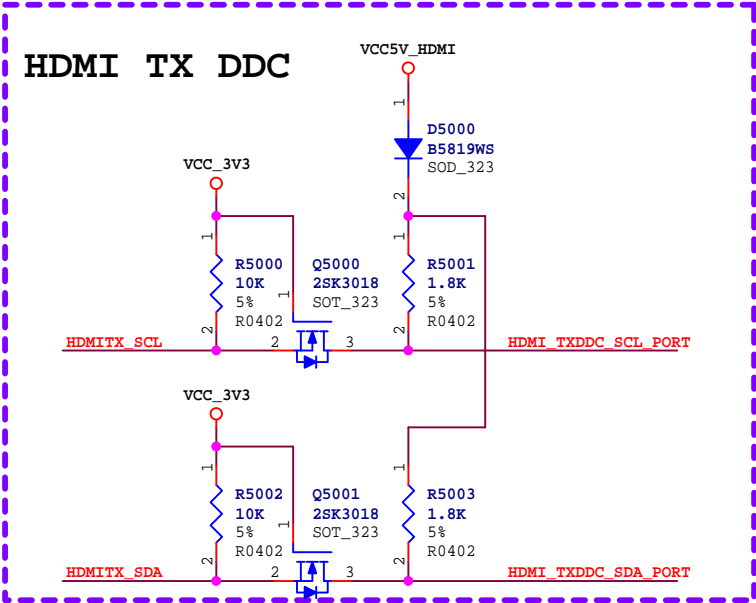 HDMI TX DDC
VCC5V_HDMI
1
D5000
B5819WS
SOD_323
2
VCC_3V3
1
R5000
10K
5%
R0402
2
Q5000
2SK3018
SOT_323
1
2
3
1
R5001
1.8K
5%
R0402
2
HDMITX_SCL
HDMI_TXDDC_SCL_PORT
VCC_3V3
1
R5002
10K
5%
R0402
2
Q5001
2SK3018
SOT_323
1
2
3
1
R5003
1.8K
5%
R0402
2
HDMITX_SDA
HDMI_TXDDC_SDA_PORT